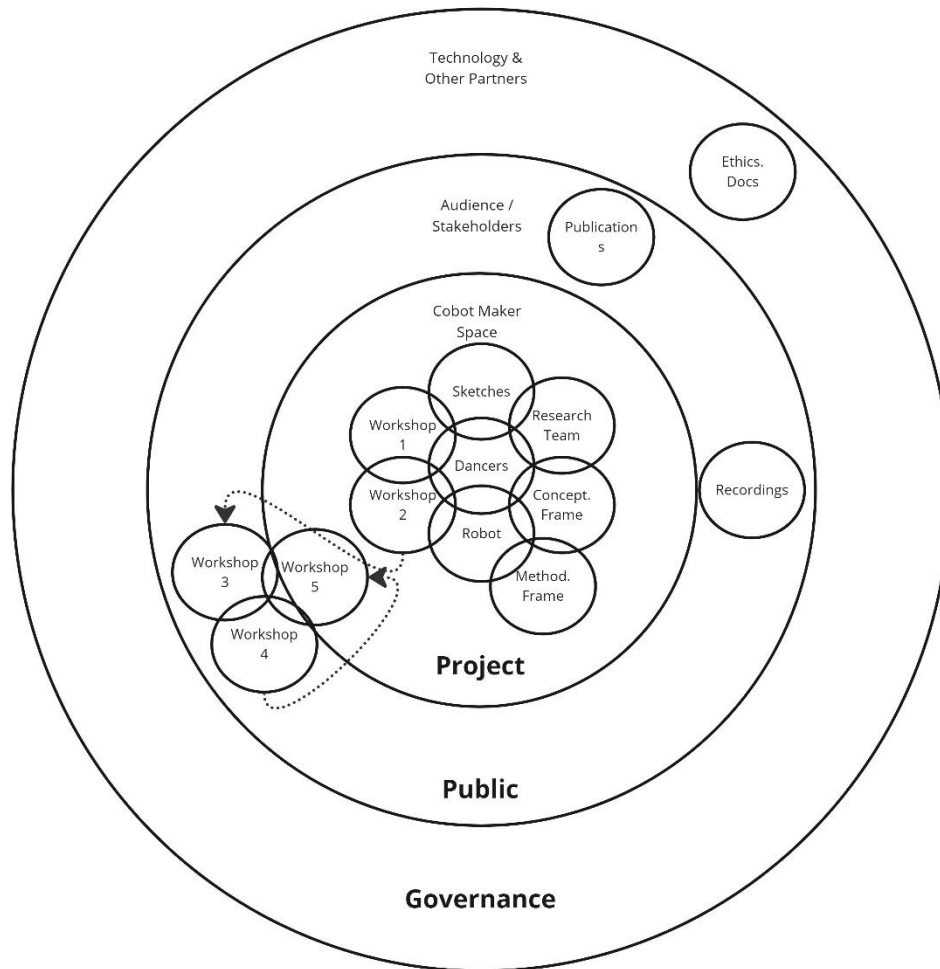 Technology &
Other Partners
Ethics.
Docs
Audience /
Stakeholders
Publication
s
Cobot Maker
Space
Sketches
Workshop
1
Research
Team
Dancers
Workshop
2
Concept.
Frame
Recordings
Robot
Workshop
3
Workshop
5
Method.
Frame
Workshop
4
Project
Public
Governance